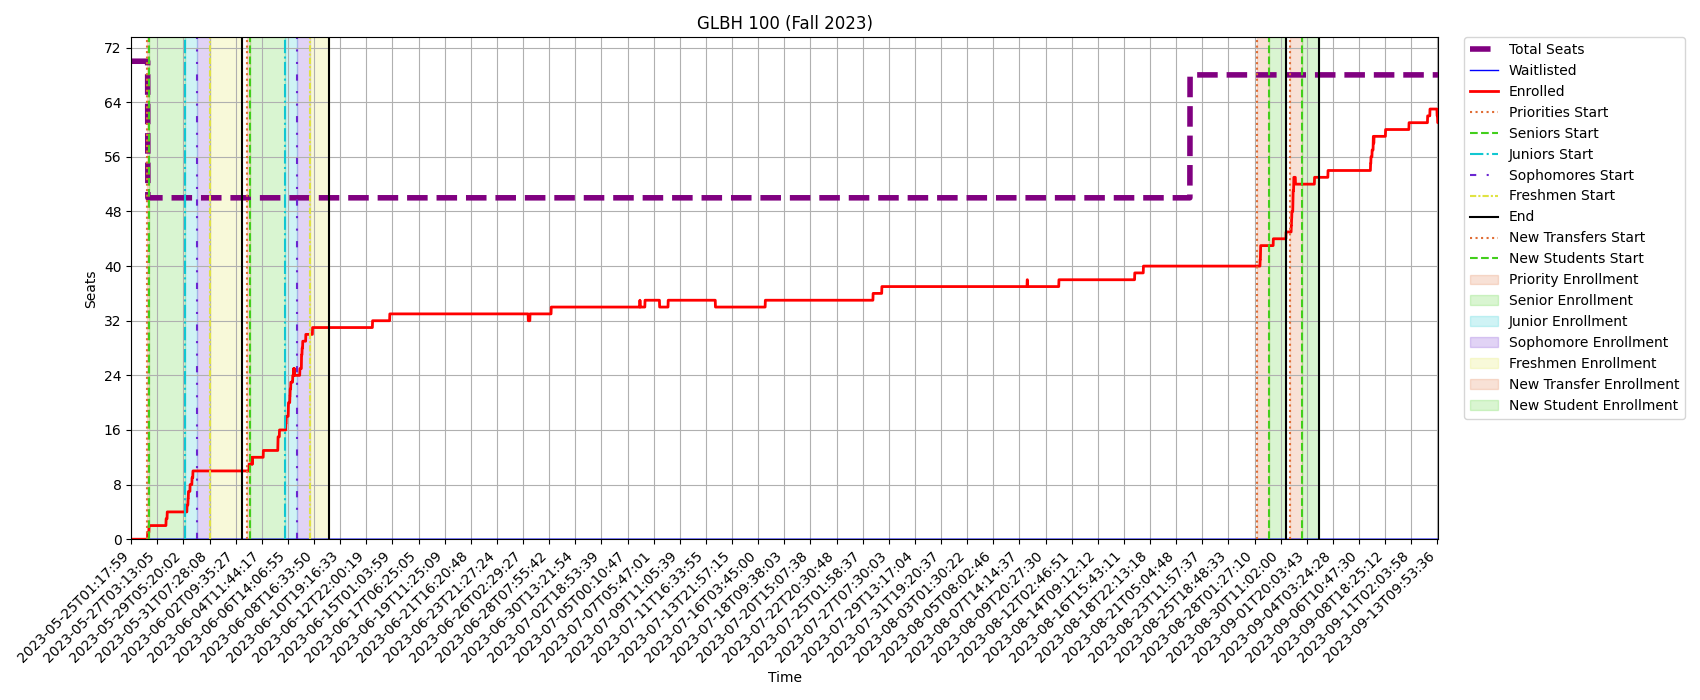 GLBH 100 (Fall 2023)
Seats
72
64
56
48
40
32
24
16
8
0
2023-05-25T01:17:59
2023-05-27T03:13:05
2023-05-29T05:20:02
2023-05-31T07:28:08
2023-06-02T09:35:27
2023-06-04T11:44:17
2023-06-06T14:06:53
2023-06-08T16:33:50
2023-06-10T19:16:33
2023-06-12T22:00:19
2023-06-15T01:03:59
2023-06-17T06:25:05
2023-06-19T11:25:09
2023-06-21T16:20:48
2023-06-23T21:27:24
2023-06-26T02:29:27
2023-06-28T07:55:42
2023-06-30T13:21:54
2023-07-02T18:53:39
2023-07-05T00:10:47
2023-07-07T05:47:01
2023-07-09T11:05:39
2023-07-11T16:33:55
2023-07-13T21:57:15
2023-07-16T03:45:00
2023-07-18T09:38:03
2023-07-20T15:07:38
2023-07-22T20:30:48
2023-07-25T01:58:37
2023-07-27T07:30:03
2023-07-29T13:17:04
2023-07-31T19:20:37
2023-08-03T01:30:22
2023-08-05T08:02:46
2023-08-07T14:14:37
2023-08-09T20:27:30
2023-08-12T02:46:51
2023-08-14T09:12:12
2023-08-16T15:43:11
2023-08-18T22:13:18
2023-08-21T05:04:48
2023-08-23T11:57:37
2023-08-25T18:48:33
2023-08-28T01:27:10
2023-08-30T11:02:00
2023-09-01T20:03:43
2023-09-04T03:24:28
2023-09-06T10:47:30
2023-09-08T18:25:12
2023-09-11T02:03:58
2023-09-13T09:53:36
Time
Total Seats
Waitlisted
Enrolled
Priorities Start
Seniors Start
Juniors Start
Sophomores Start
Freshmen Start
End
New Transfers Start
New Students Start
Priority Enrollment
Senior Enrollment
Junior Enrollment
Sophomore Enrollment
Freshmen Enrollment
New Transfer Enrollment
New Student Enrollment